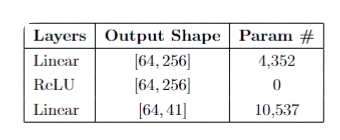 Layers Output Shape Param #
Linear [64, 256] 4,352
ReLU [64, 256] 0
Linear [64, 41] 10,537